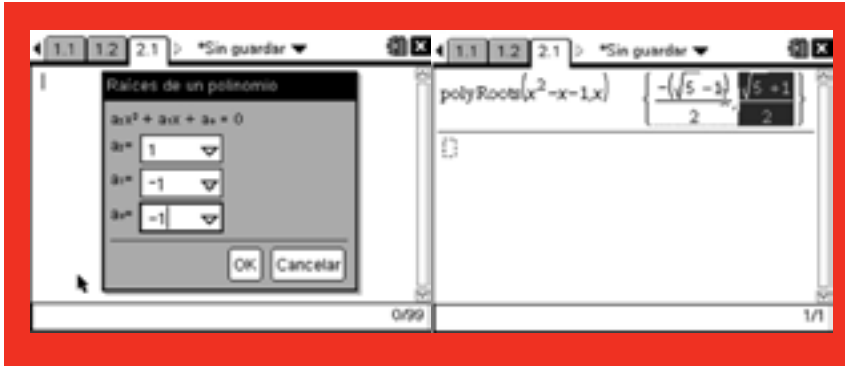 1.1 1.2 2.1 *Sin guardar
Raíces de un polinomio
a₂x² + a₁x + a₀ = 0
a₂= 1
a₁= -1
a₀= -1
OK Cancelar
0/99
1.1 1.2 2.1 *Sin guardar
polyRoots(x²-x-1,x) {-(√5-1)/2, (√5+1)/2}
1/1